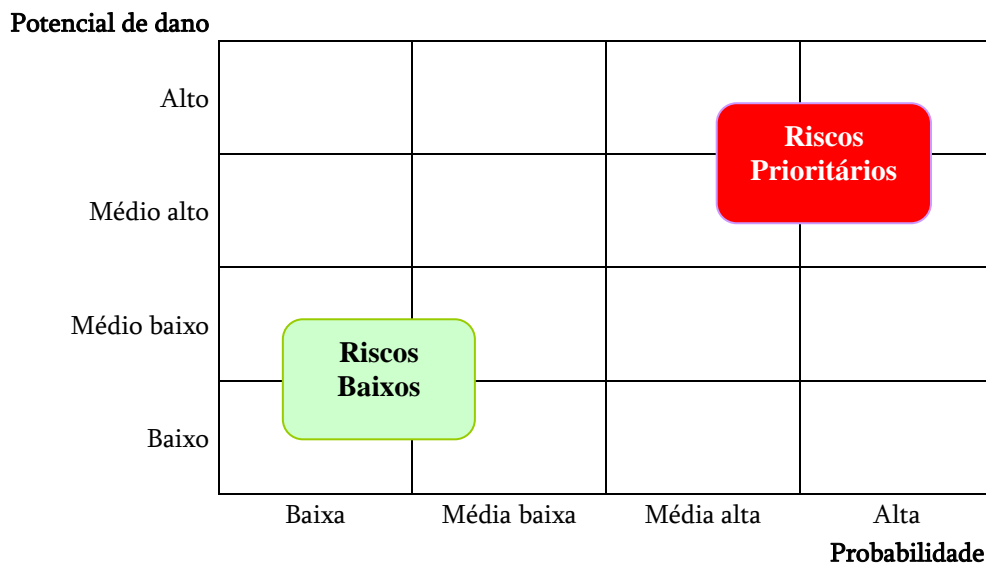 Potencial de dano
Alto
Riscos
Prioritários
Médio alto
Médio baixo
Riscos
Baixos
Baixo
Baixa
Média baixa
Média alta
Alta
Probabilidade